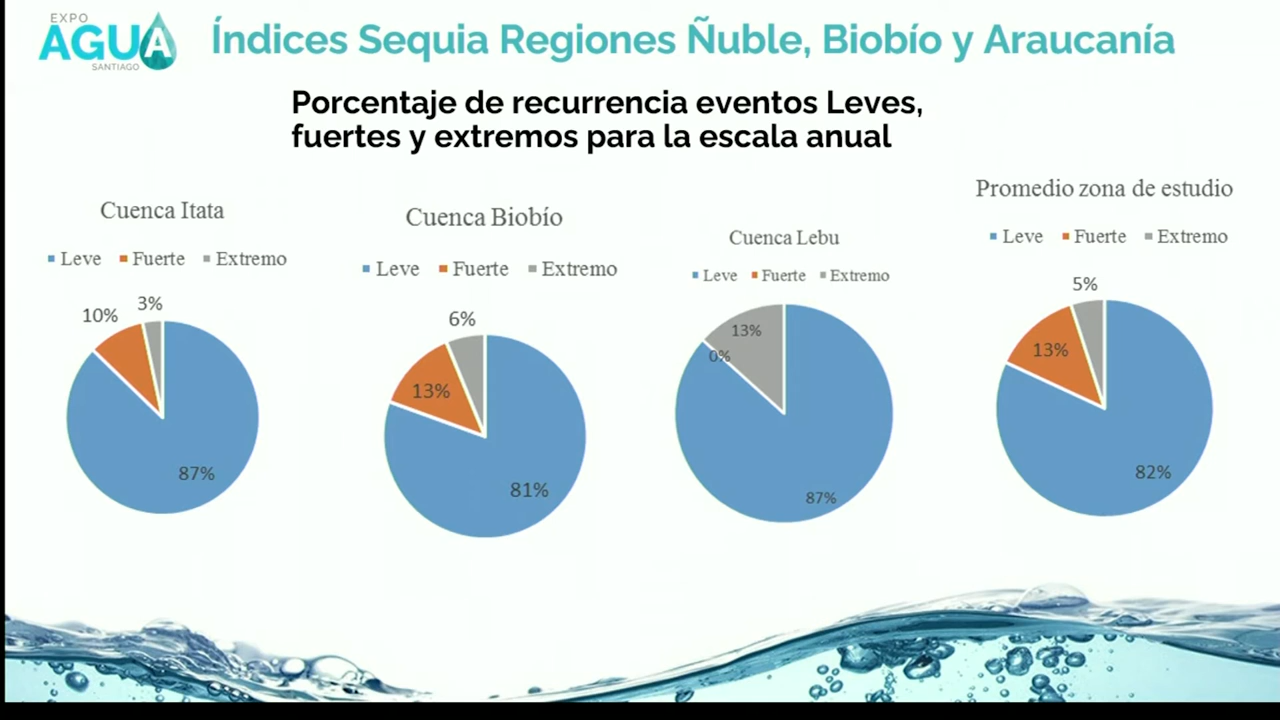 EXPO
AGUA
SANTIAGO
Índices Sequia Regiones Ñuble, Biobío y Araucanía
Porcentaje de recurrencia eventos Leves,
fuertes y extremos para la escala anual
Cuenca Itata
Leve Fuerte Extremo
10% 3%
87%
Cuenca Biobío
Leve Fuerte Extremo
6%
13%
81%
Cuenca Lebu
Leve Fuerte Extremo
13%
0%
87%
Promedio zona de estudio
Leve Fuerte Extremo
5%
13%
82%